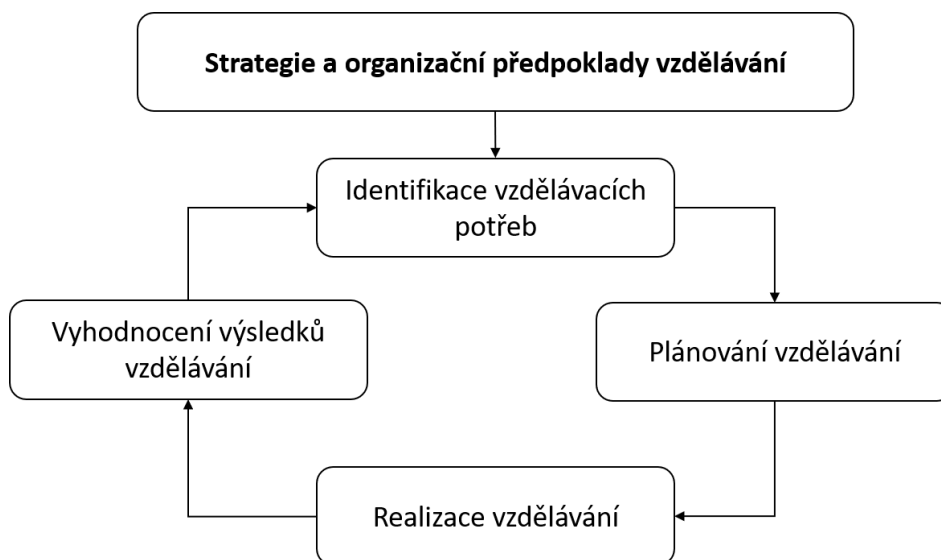 Strategie a organizační předpoklady vzdělávání
Identifikace vzdělávacích
potřeb
Vyhodnocení výsledků
vzdělávání
Plánování vzdělávání
Realizace vzdělávání